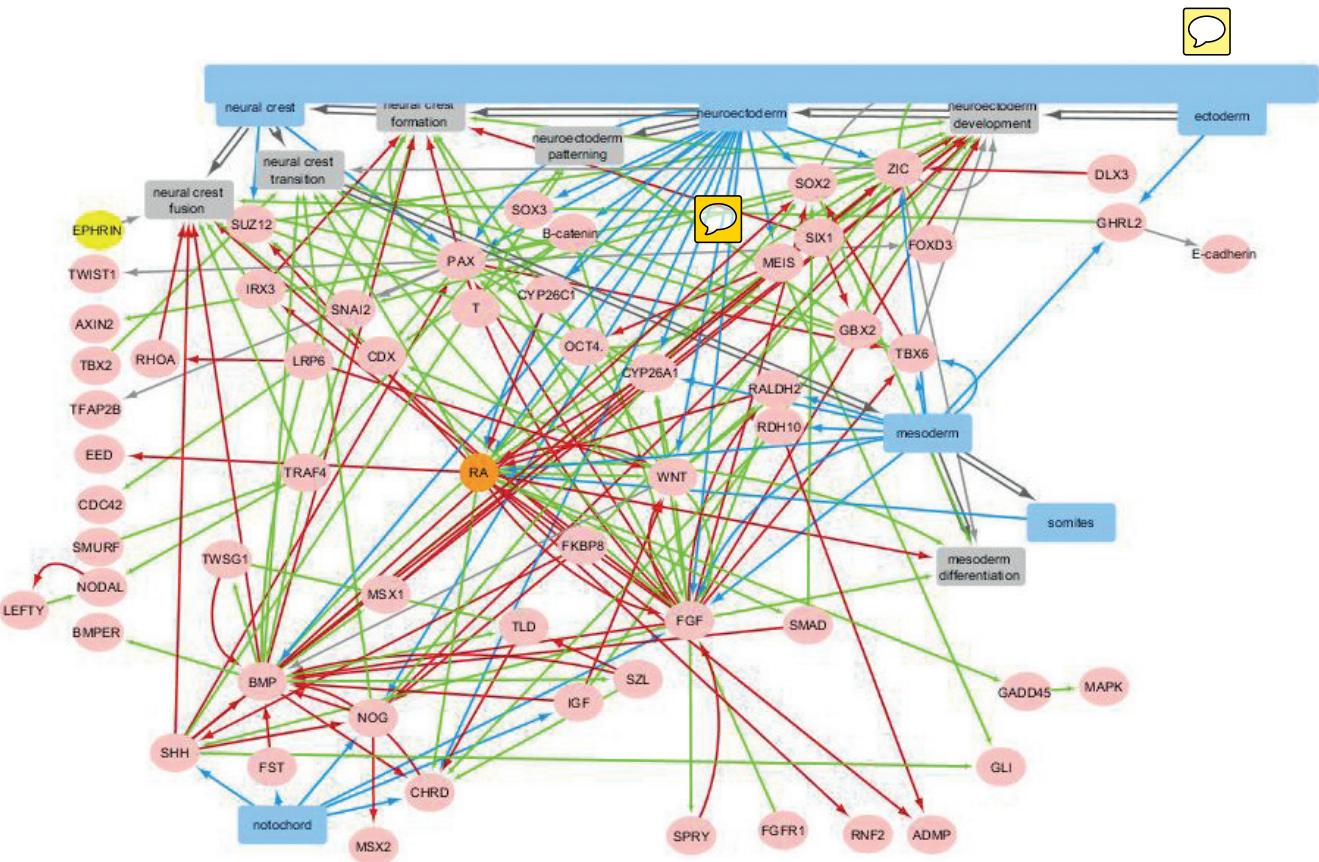 neural crest
neural crest
formation
neuroectoderm
neuroectoderm
development
ectoderm
neuroectoderm
patterning
neural crest
transition
neural crest
fusion
SOX2
ZIC
DLX3
EPHRIN
SUZ12
SOX3
B-catenin
SIX1
FOXD3
GHRL2
E-cadherin
TWIST1
PAX
MEIS
IRX3
CYP26C1
SNAI2
T
AXIN2
GBX2
TBX2
RHOA
LRP6
CDX
OCT4.
TBX6
CYP26A1
RALDH2
TFAP2B
RDH10
mesoderm
EED
TRAF4
RA
WNT
CDC42
somites
SMURF
TWSG1
FKBP8
mesoderm
differentiation
NODAL
MSX1
LEFTY
BMPER
TLD
FGF
SMAD
BMP
SZL
GADD45
MAPK
NOG
IGF
SHH
FST
GLI
CHRD
notochord
MSX2
SPRY
FGFR1
RNF2
ADMP